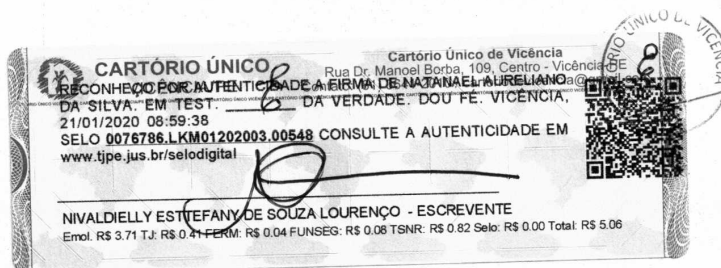 CARTÓRIO ÚNICO
Cartório Único de Vicência
Rua Dr. Manoel Borba, 109, Centro - Vicência/PE
RECONHEÇO POR AUTENTICIDADE A FIRMA DE NATANAEL AURELIANO
DA SILVA. EM TEST. DA VERDADE. DOU FÉ. VICÊNCIA,
21/01/2020 08:59:38
SELO 0076786.LKM01202003.00548 CONSULTE A AUTENTICIDADE EM
www.tjpe.jus.br/selodigital
NIVALDIELLY ESTTEFANY DE SOUZA LOURENÇO - ESCREVENTE
Emol. R$ 3.71 TJ: R$ 0.41 FERM: R$ 0.04 FUNSEG: R$ 0.08 TSNR: R$ 0.82 Selo: R$ 0.00 Total: R$ 5.06